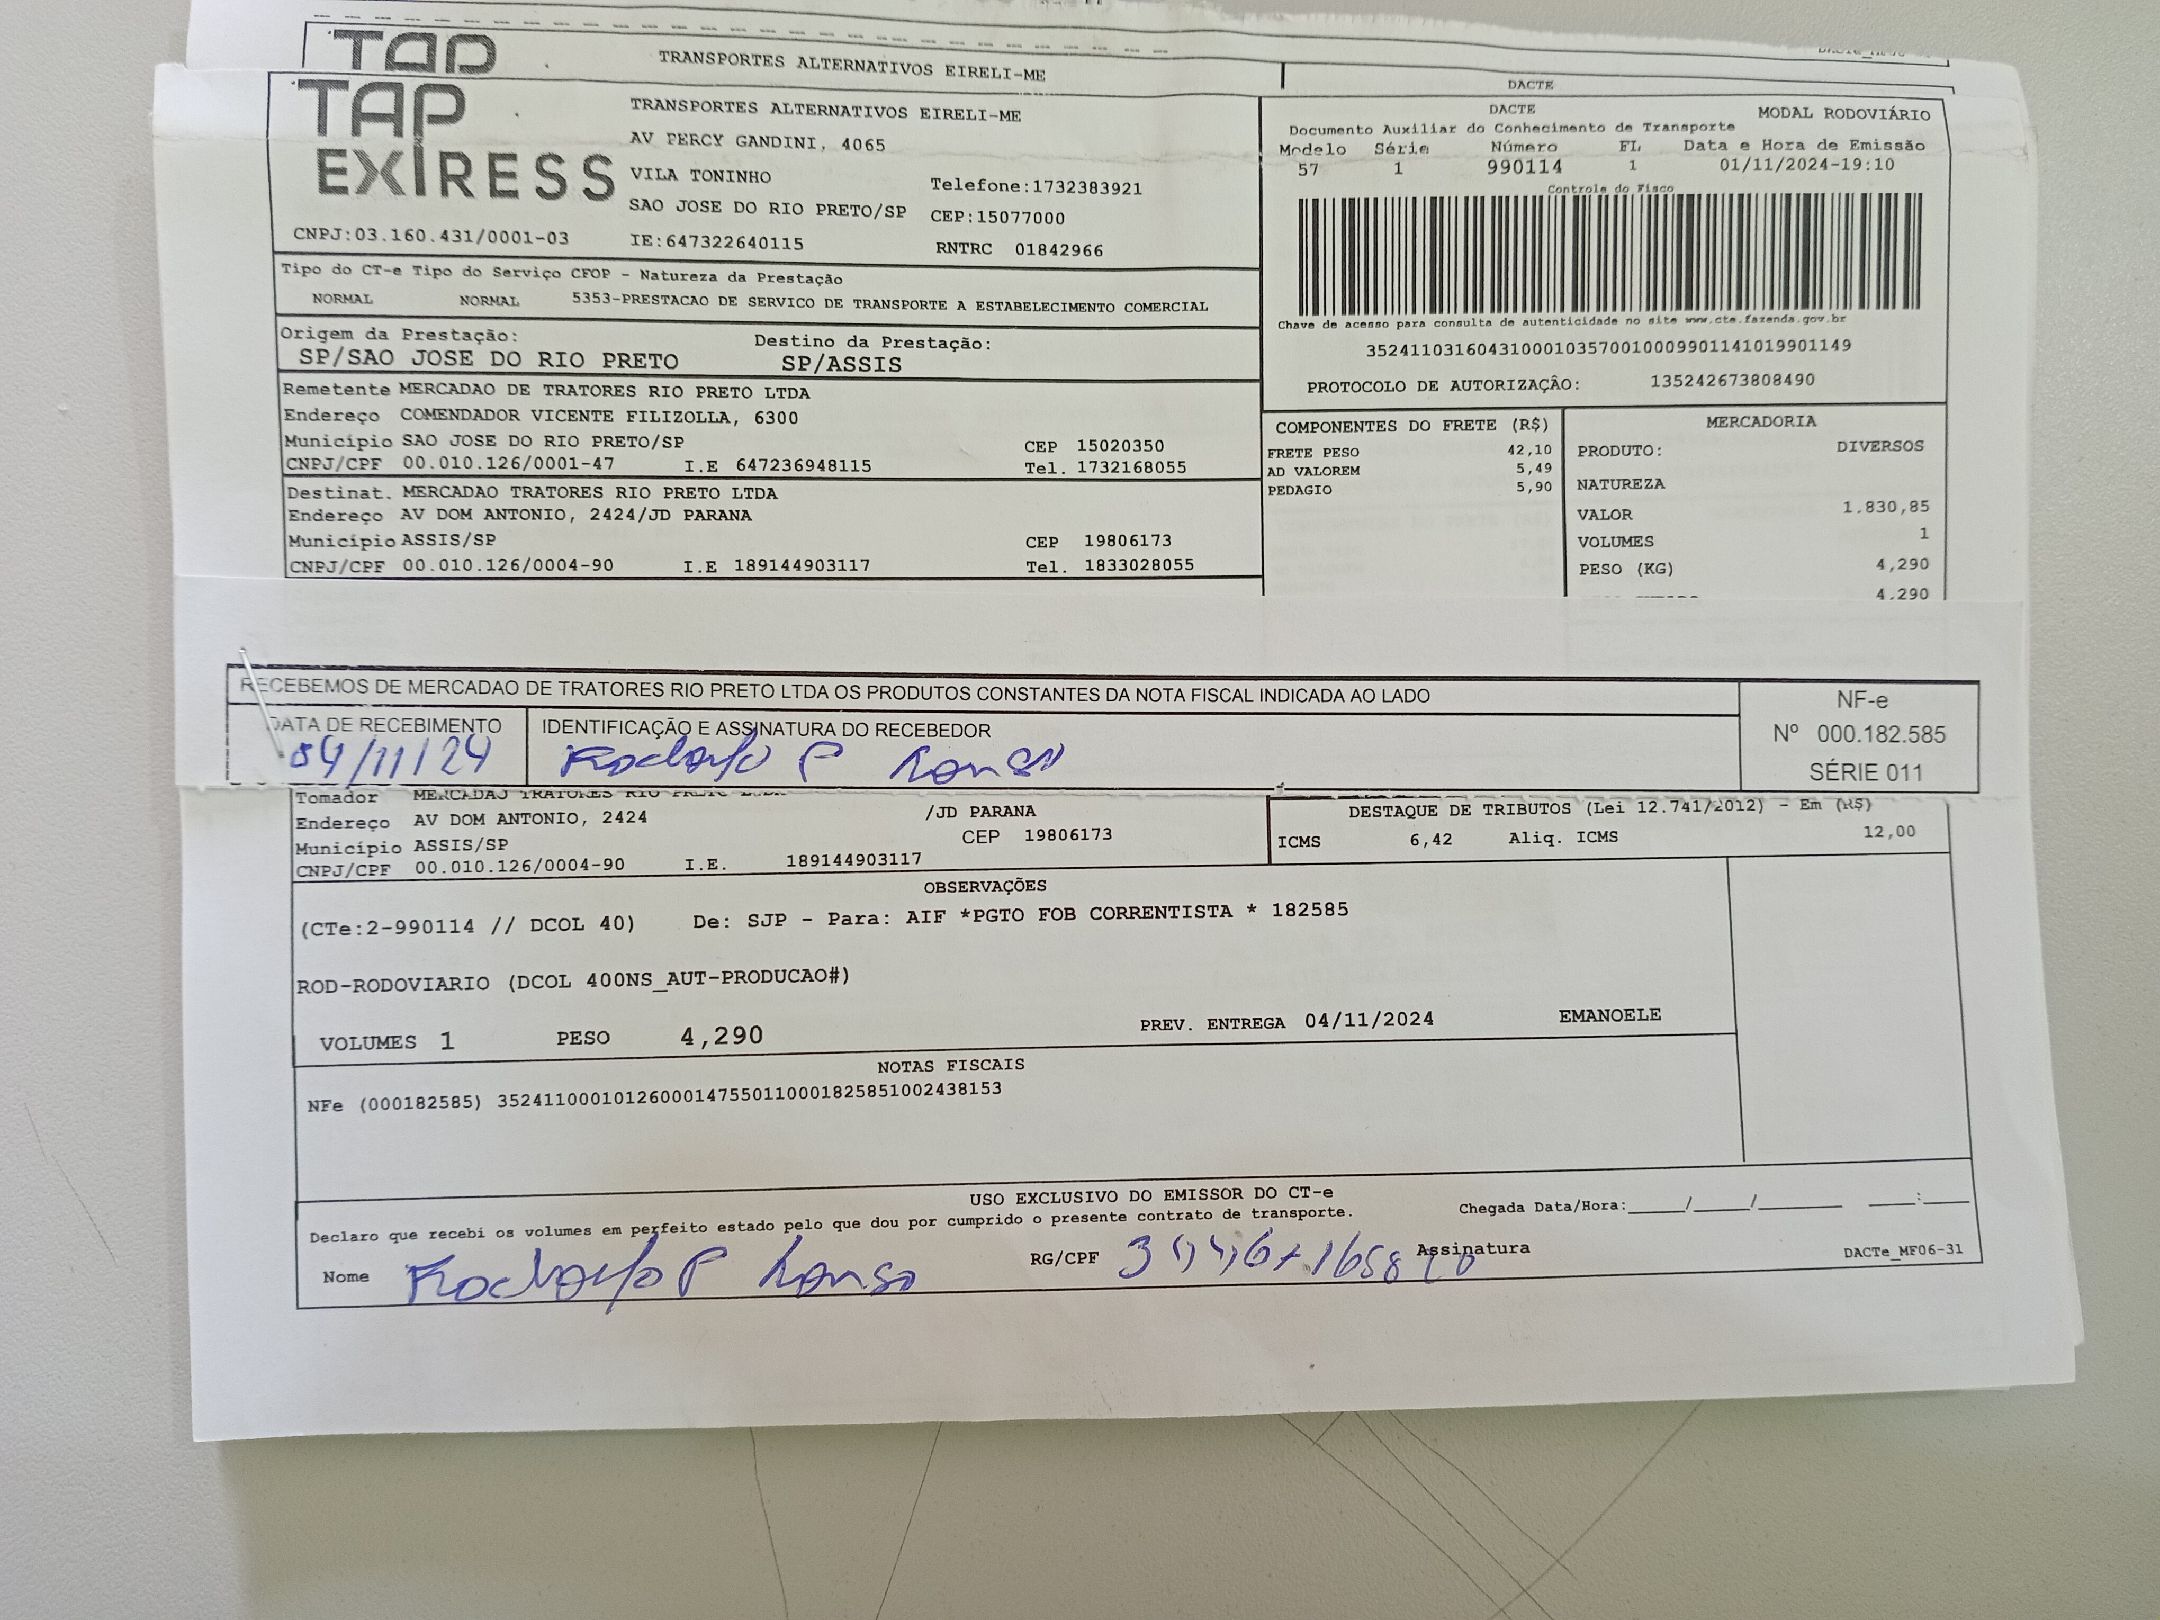 TAP
TRANSPORTES ALTERNATIVOS EIRELI-ME
DACTE
TAP
EXPRESS
TRANSPORTES ALTERNATIVOS EIRELI-ME
AV PERCY GANDINI, 4065
VILA TONINHO
Telefone:1732383921
SAO JOSE DO RIO PRETO/SP CEP:15077000
CNPJ:03.160.431/0001-03 IE:647322640115 RNTRC 01842966
DACTE MODAL RODOVIÁRIO
Documento Auxiliar do Conhecimento de Transporte
Modelo Série Número FL Data e Hora de Emissão
57 1 990114 1 01/11/2024-19:10
Controle do Fisco
Chave de acesso para consulta de autenticidade no site www.cte.fazenda.gov.br
35241103160431000103570010009901141019901149
PROTOCOLO DE AUTORIZAÇÃO: 135242673808490
Tipo do CT-e Tipo do Serviço CFOP - Natureza da Prestação
NORMAL NORMAL 5353-PRESTACAO DE SERVICO DE TRANSPORTE A ESTABELECIMENTO COMERCIAL
Origem da Prestação: Destino da Prestação:
SP/SAO JOSE DO RIO PRETO SP/ASSIS
Remetente MERCADAO DE TRATORES RIO PRETO LTDA
Endereço COMENDADOR VICENTE FILIZOLLA, 6300
Município SAO JOSE DO RIO PRETO/SP CEP 15020350
CNPJ/CPF 00.010.126/0001-47 I.E 647236948115 Tel. 1732168055
Destinat. MERCADAO TRATORES RIO PRETO LTDA
Endereço AV DOM ANTONIO, 2424/JD PARANA
Município ASSIS/SP CEP 19806173
CNPJ/CPF 00.010.126/0004-90 I.E 189144903117 Tel. 1833028055
COMPONENTES DO FRETE (R$)
FRETE PESO 42,10
AD VALOREM 5,49
PEDAGIO 5,90
MERCADORIA
PRODUTO: DIVERSOS
NATUREZA
VALOR 1.830,85
VOLUMES 1
PESO (KG) 4,290
4,290
RECEBEMOS DE MERCADAO DE TRATORES RIO PRETO LTDA OS PRODUTOS CONSTANTES DA NOTA FISCAL INDICADA AO LADO
DATA DE RECEBIMENTO IDENTIFICAÇÃO E ASSINATURA DO RECEBEDOR
04/11/24
NF-e
Nº 000.182.585
SÉRIE 011
Tomador MERCADAO TRATORES RIO PRETO
Endereço AV DOM ANTONIO, 2424 /JD PARANA
Município ASSIS/SP CEP 19806173
CNPJ/CPF 00.010.126/0004-90 I.E. 189144903117
DESTAQUE DE TRIBUTOS (Lei 12.741/2012) - Em (R$)
ICMS 6,42 Aliq. ICMS 12,00
OBSERVAÇÕES
(CTe:2-990114 // DCOL 40) De: SJP - Para: AIF *PGTO FOB CORRENTISTA * 182585
ROD-RODOVIARIO (DCOL 400NS_AUT-PRODUCAO#)
VOLUMES 1 PESO 4,290 PREV. ENTREGA 04/11/2024 EMANOELE
NOTAS FISCAIS
NFe (000182585) 35241100010126000147550110001825851002438153
USO EXCLUSIVO DO EMISSOR DO CT-e
Declaro que recebi os volumes em perfeito estado pelo que dou por cumprido o presente contrato de transporte. Chegada Data/Hora:_____/_____/________ ____:____
Nome RG/CPF Assinatura DACTe_MF06-31